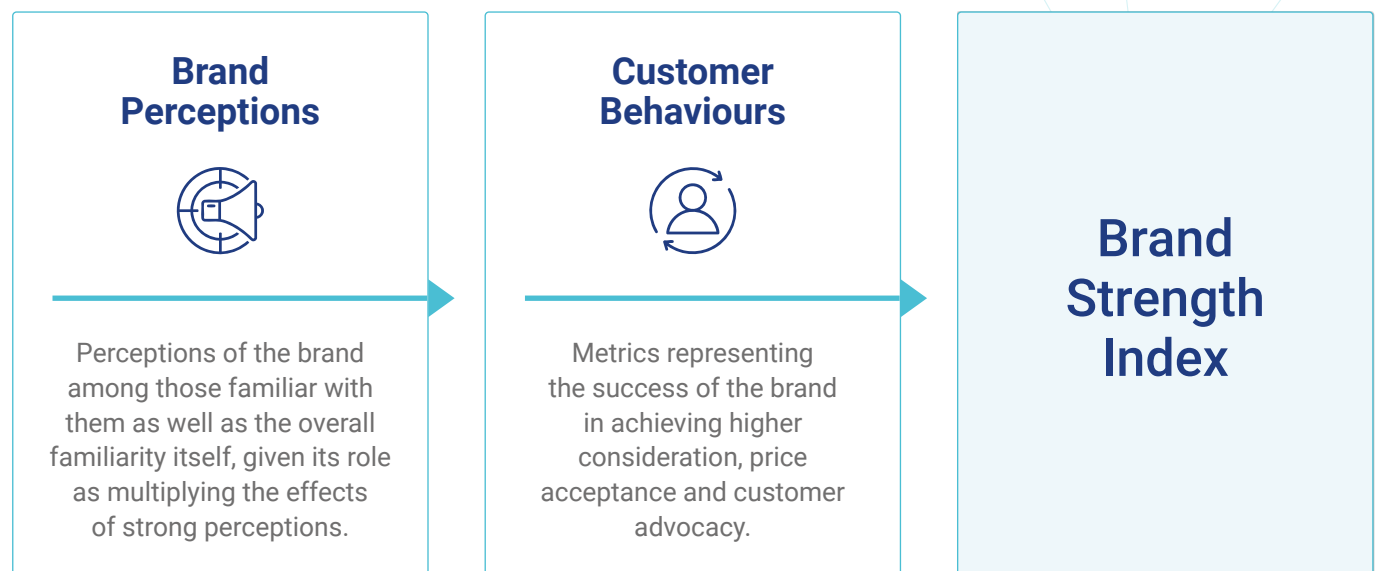 Brand
Perceptions
Perceptions of the brand
among those familiar with
them as well as the overall
familiarity itself, given its role
as multiplying the effects
of strong perceptions.
Customer
Behaviours
Metrics representing
the success of the brand
in achieving higher
consideration, price
acceptance and customer
advocacy.
Brand
Strength
Index